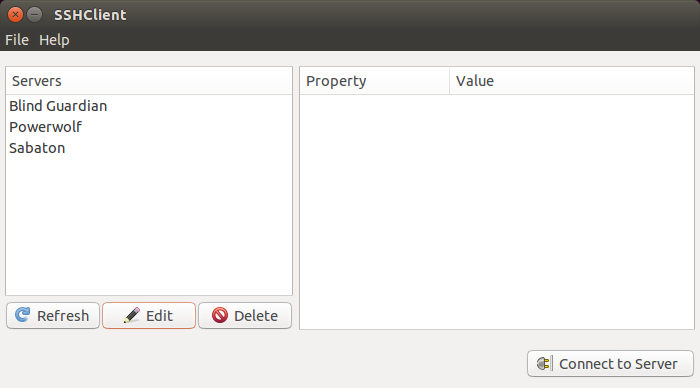 SSHClient
File Help
Servers
Blind Guardian
Powerwolf
Sabaton
Refresh Edit Delete
Property Value
Connect to Server